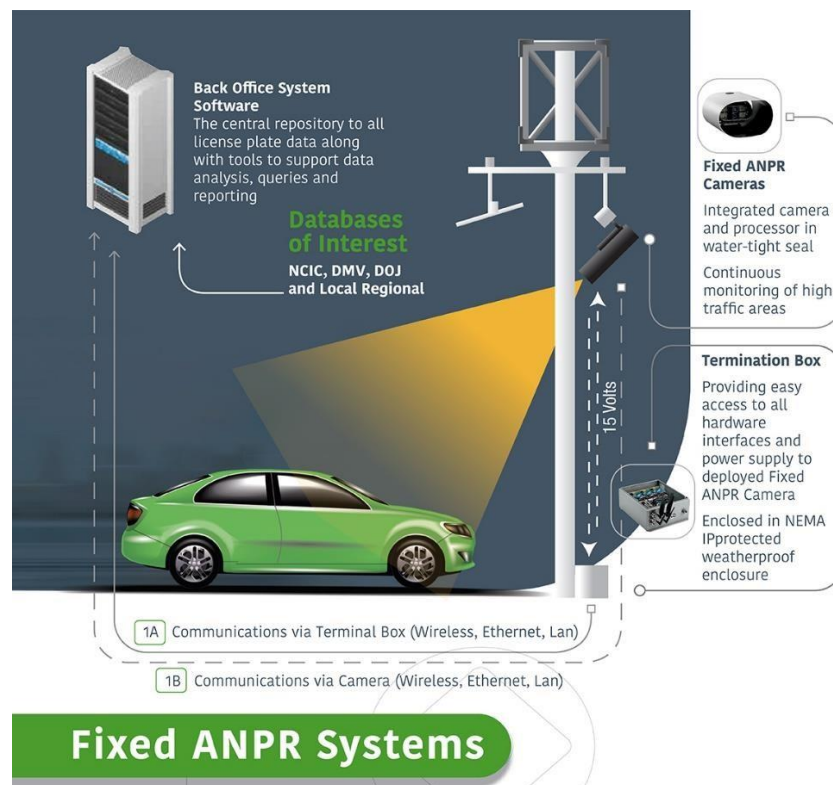 Back Office System
Software
The central repository to all
license plate data along
with tools to support data
analysis, queries and
reporting
Databases
of Interest
NCIC, DMV, DOJ
and Local Regional
Fixed ANPR
Cameras
Integrated camera
and processor in
water-tight seal
Continuous
monitoring of high
traffic areas
15 Volts
Termination Box
Providing easy
access to all
hardware
interfaces and
power supply to
deployed Fixed
ANPR Camera
Enclosed in NEMA
IPprotected
weatherproof
enclosure
1A Communications via Terminal Box (Wireless, Ethernet, Lan)
1B Communications via Camera (Wireless, Ethernet, Lan)
Fixed ANPR Systems